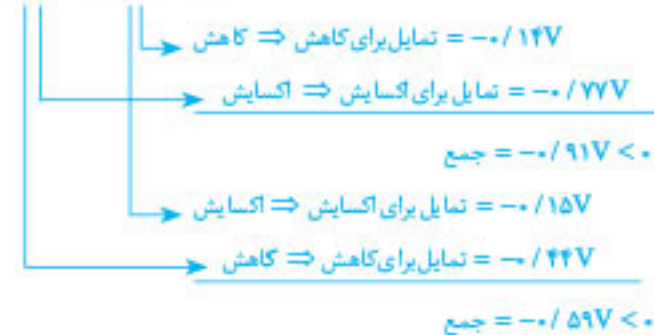 کاهش ⇒ تمایل برای کاهش = −۰/۱۴V
اکسایش ⇒ تمایل برای اکسایش = −۰/۷۷V
جمع = −۰/۹۱V < ۰
اکسایش ⇒ تمایل برای اکسایش = −۰/۱۵V
کاهش ⇒ تمایل برای کاهش = −۰/۴۴V
جمع = −۰/۵۹V < ۰